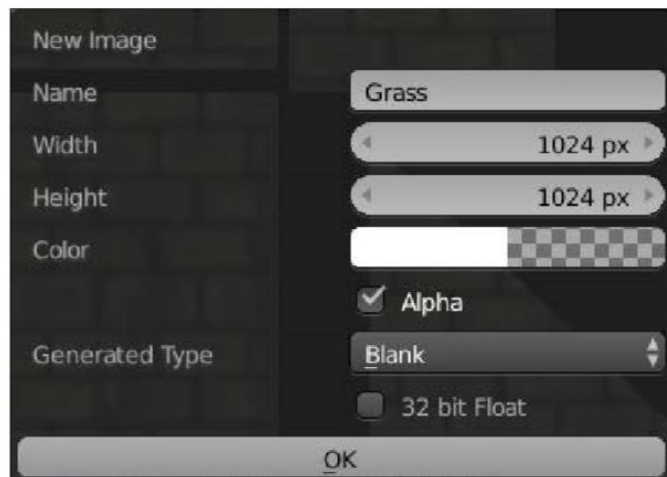 New Image
Name Grass
Width 1024 px
Height 1024 px
Color
Alpha
Generated Type Blank
32 bit Float
OK